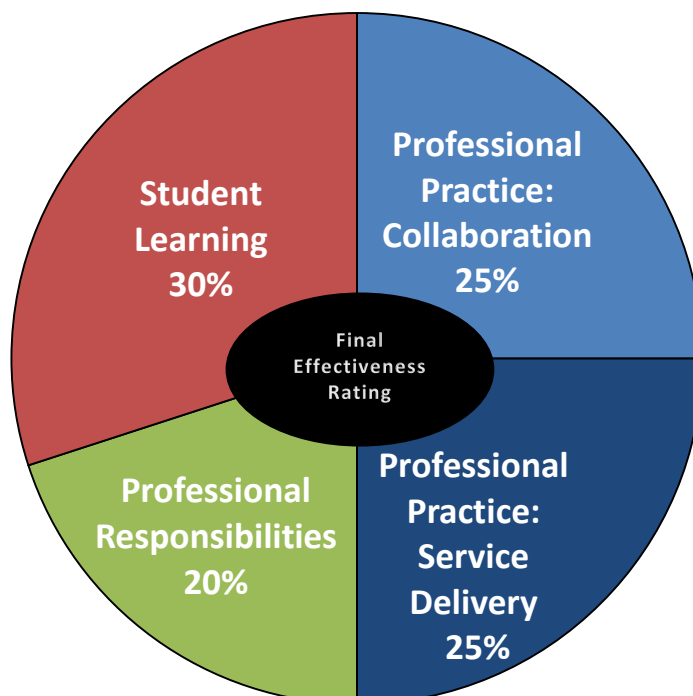 Student
Learning
30%
Professional
Practice:
Collaboration
25%
Final
Effectiveness
Rating
Professional
Responsibilities
20%
Professional
Practice:
Service
Delivery
25%